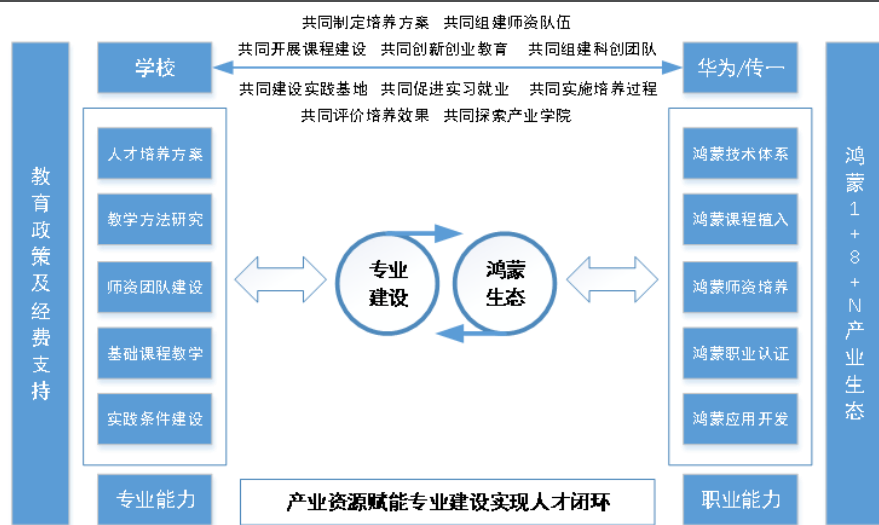 共同制定培养方案 共同组建师资队伍
学校
共同开展课程建设 共同创新创业教育 共同组建科创团队
华为/传一
共同建设实践基地 共同促进实习就业 共同实施培养过程
共同评价培养效果 共同探索产业学院
教育政策及经费支持
人才培养方案
教学方法研究
师资团队建设
基础课程教学
实践条件建设
专业能力
专业
建设
鸿蒙
生态
产业资源赋能专业建设实现人才闭环
鸿蒙技术体系
鸿蒙课程植入
鸿蒙师资培养
鸿蒙职业认证
鸿蒙应用开发
职业能力
鸿蒙1+8+N产业生态